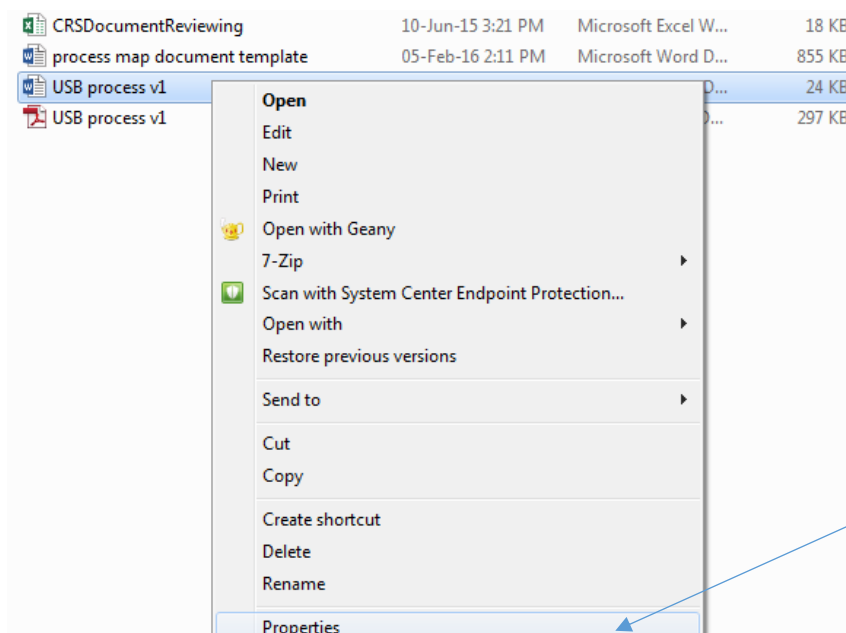 CRSDocumentReviewing 10-Jun-15 3:21 PM Microsoft Excel W... 18 KB
process map document template 05-Feb-16 2:11 PM Microsoft Word D... 855 KB
USB process v1 D... 24 KB
USB process v1 D... 297 KB
Open
Edit
New
Print
Open with Geany
7-Zip
Scan with System Center Endpoint Protection...
Open with
Restore previous versions
Send to
Cut
Copy
Create shortcut
Delete
Rename
Properties